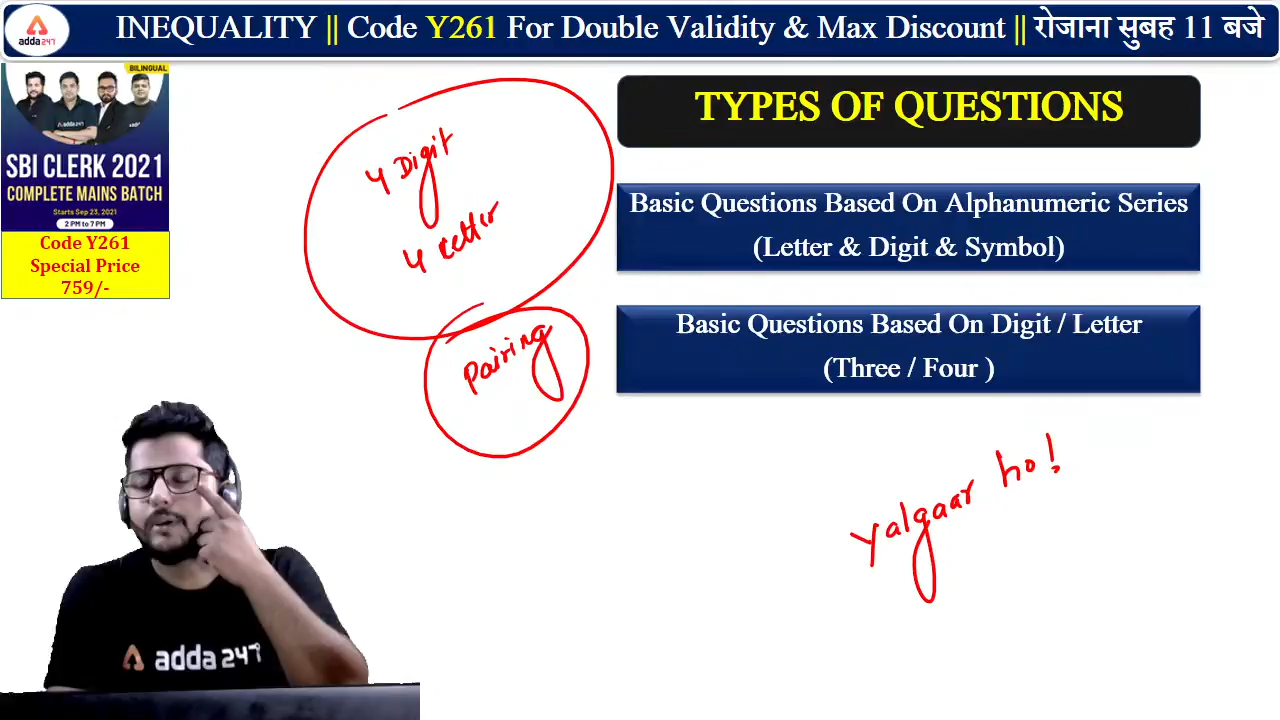 adda247
INEQUALITY || Code Y261 For Double Validity & Max Discount || रोजाना सुबह 11 बजे
BILINGUAL
adda247
SBI CLERK 2021
COMPLETE MAINS BATCH
Starts Sep 23, 2021
2 PM to 7 PM
Code Y261
Special Price
759/-
4 Digit
4 Letter
Pairing
TYPES OF QUESTIONS
Basic Questions Based On Alphanumeric Series
(Letter & Digit & Symbol)
Basic Questions Based On Digit / Letter
(Three / Four )
Yalgaar ho!
adda247